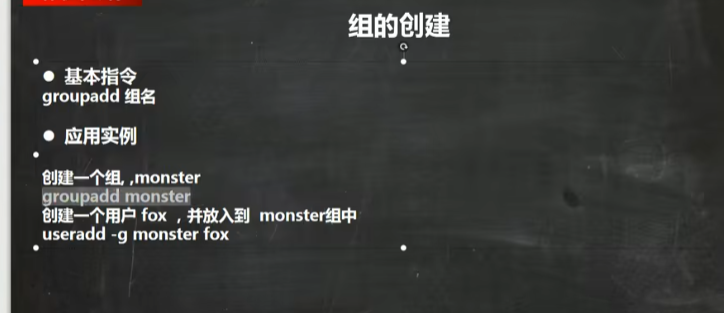 组的创建
● 基本指令
groupadd 组名
● 应用实例
创建一个组, ,monster
groupadd monster
创建一个用户 fox ，并放入到 monster组中
useradd -g monster fox